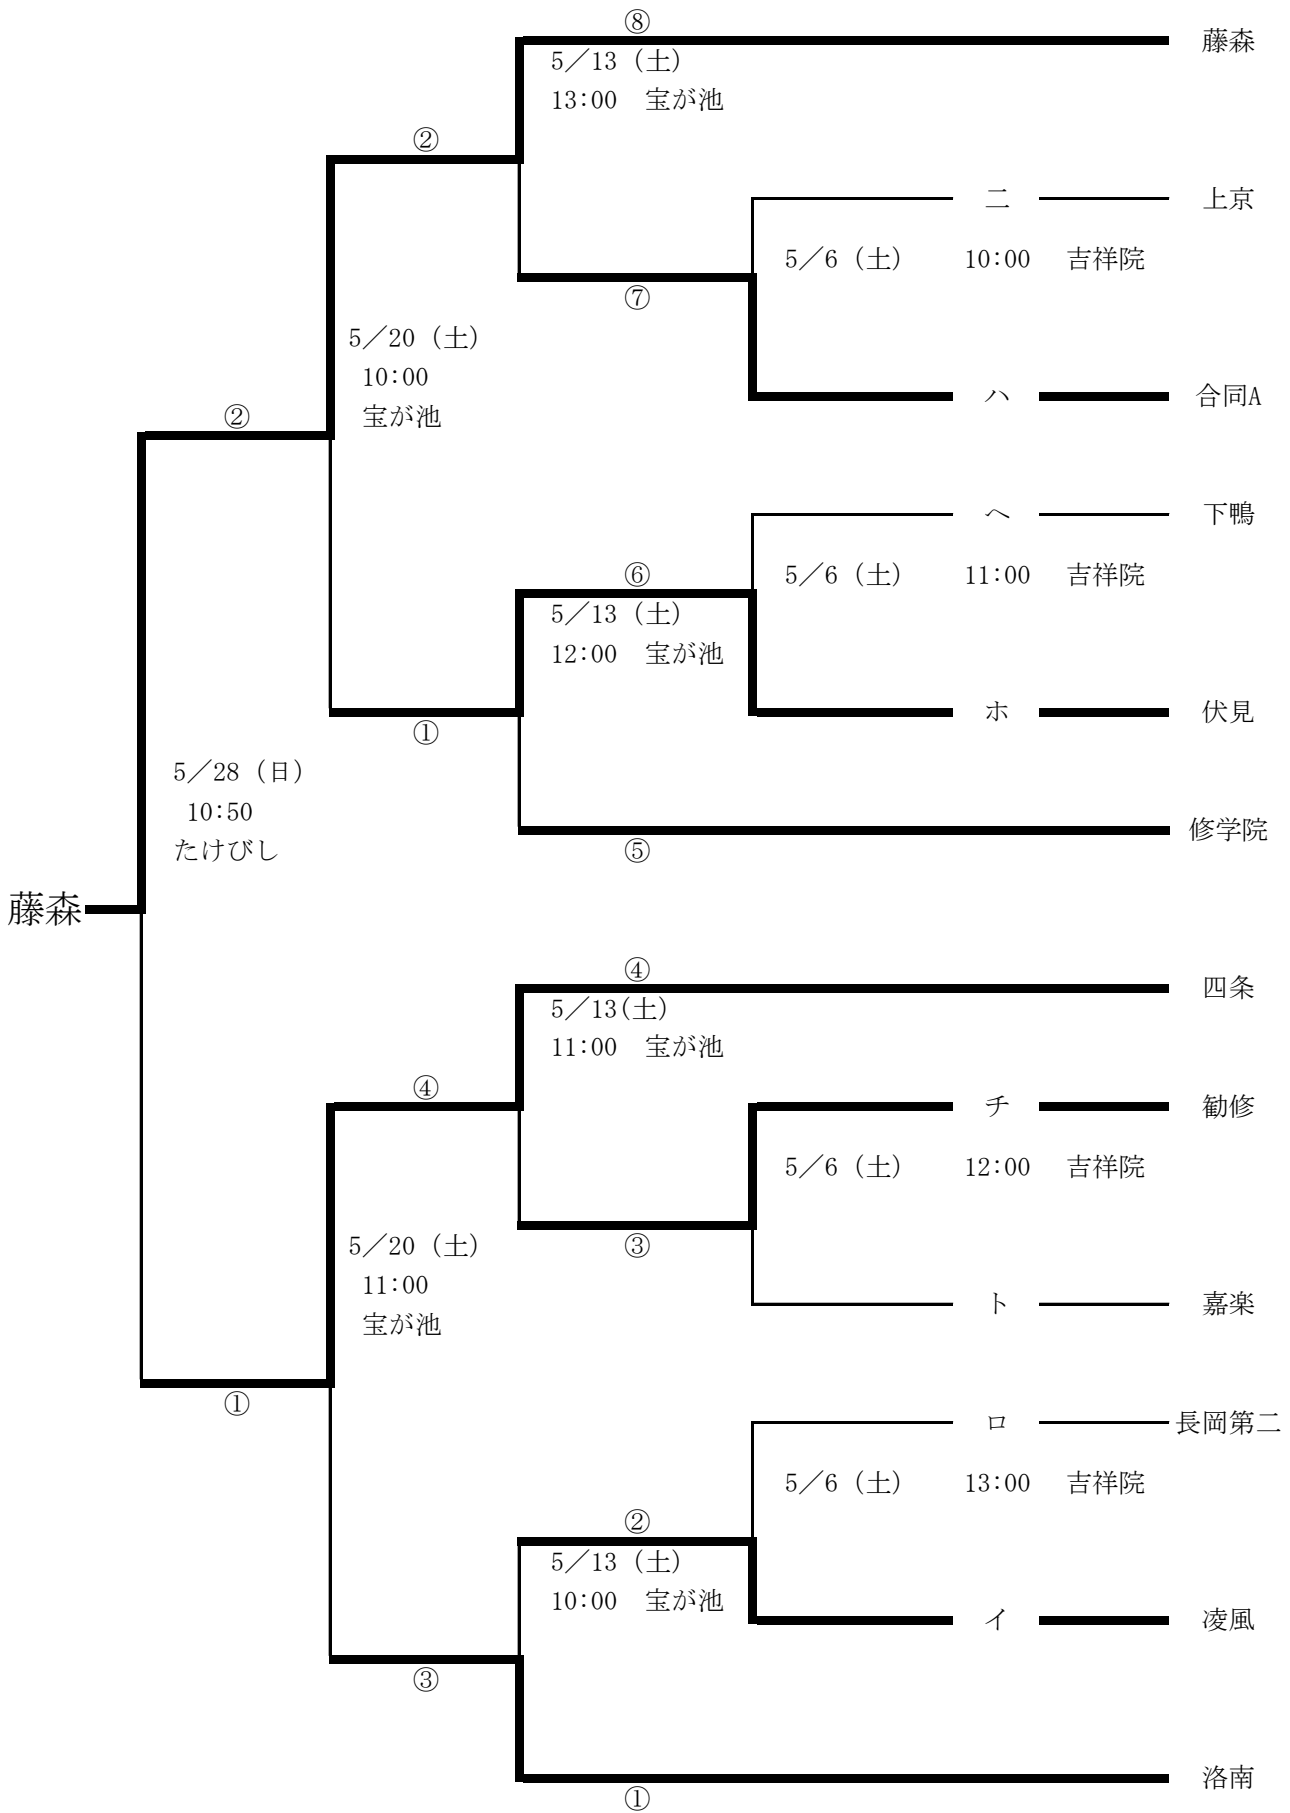 ⑧
藤森
5／13（土）
13:00　宝が池
②
二　上京
5／6（土）　10:00　吉祥院
⑦
5／20（土）
10:00
宝が池
ハ　合同A
②
ヘ　下鴨
⑥
5／6（土）　11:00　吉祥院
5／13（土）
12:00　宝が池
ホ　伏見
①
5／28（日）
10:50
たけびし
修学院
⑤
藤森
④
四条
5／13(土）
11:00　宝が池
④
チ　勧修
5／6（土）　12:00　吉祥院
③
5／20（土）
11:00
宝が池
ト　嘉楽
①
ロ　長岡第二
5／6（土）　13:00　吉祥院
②
5／13（土）
10:00　宝が池
イ　凌風
③
洛南
①